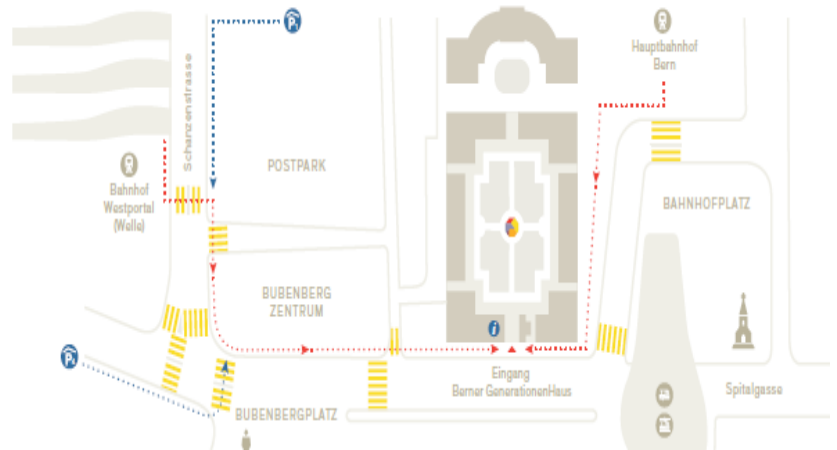 P
Hauptbahnhof
Bern
Schanzenstrasse
POSTPARK
Bahnhof
Westportal
(Welle)
BAHNHOFPLATZ
BUBENBERG
ZENTRUM
i
P
Eingang
Berner GenerationenHaus
Spitalgasse
BUBENBERGPLATZ